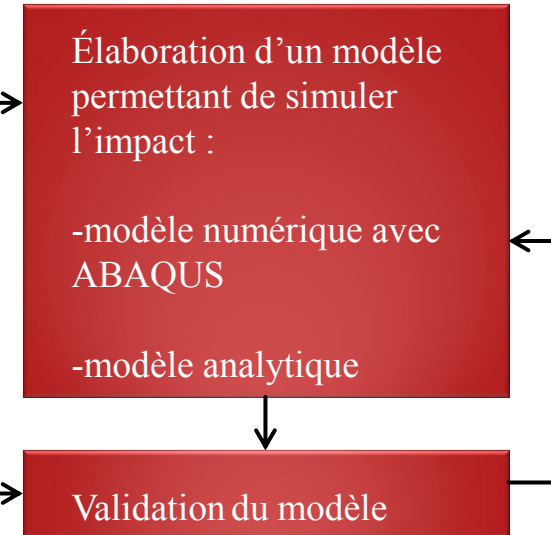 Élaboration d’un modèle
permettant de simuler
l’impact :
-modèle numérique avec
ABAQUS
-modèle analytique
Validation du modèle